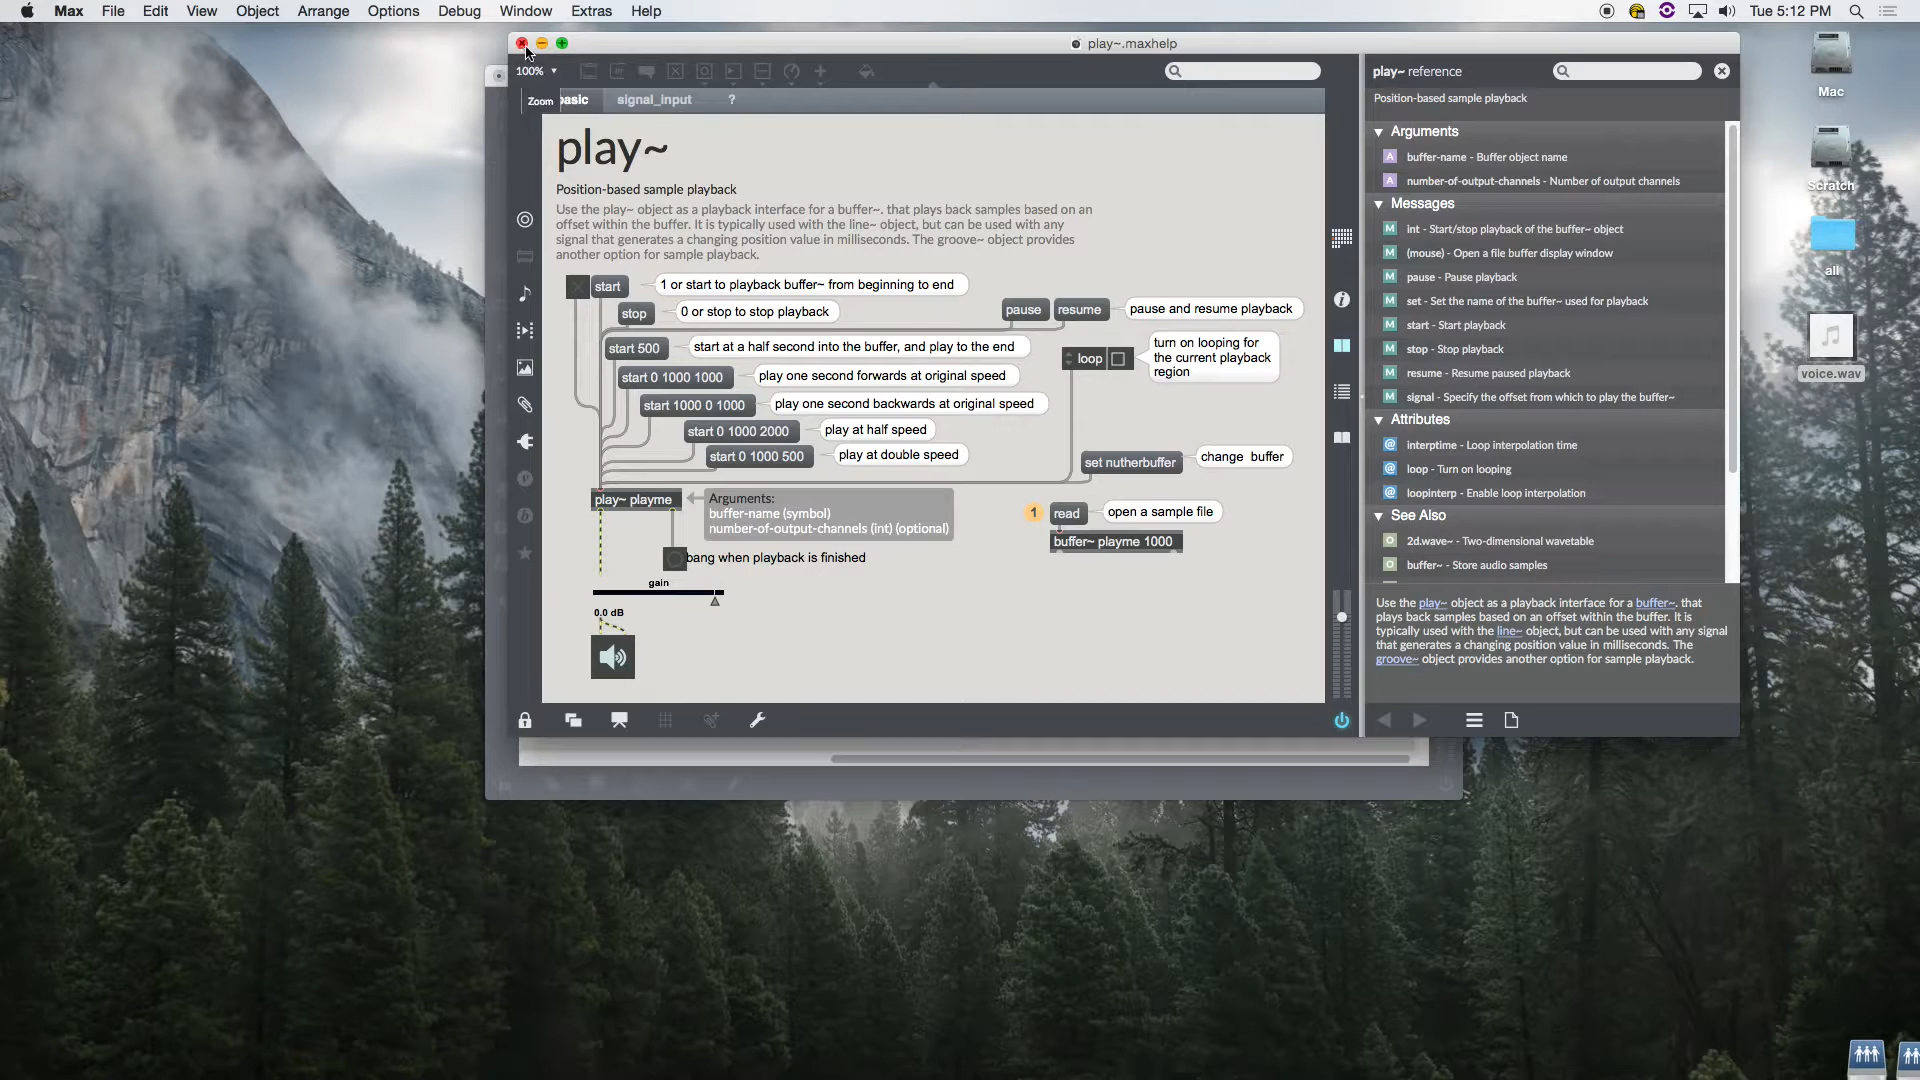 Max File Edit View Object Arrange Options Debug Window Extras Help
Tue 5:12 PM
play~.maxhelp
100%
Zoom
basic signal_input ?
play~
Position-based sample playback
Use the play~ object as a playback interface for a buffer~. that plays back samples based on an
offset within the buffer. It is typically used with the line~ object, but can be used with any
signal that generates a changing position value in milliseconds. The groove~ object provides
another option for sample playback.
start
1 or start to playback buffer~ from beginning to end
stop
0 or stop to stop playback
pause
resume
pause and resume playback
start 500
start at a half second into the buffer, and play to the end
loop
turn on looping for
the current playback
region
start 0 1000 1000
play one second forwards at original speed
start 1000 0 1000
play one second backwards at original speed
start 0 1000 2000
play at half speed
start 0 1000 500
play at double speed
set nutherbuffer
change buffer
play~ playme
Arguments:
buffer-name (symbol)
number-of-output-channels (int) (optional)
1
read
open a sample file
buffer~ playme 1000
bang when playback is finished
gain
0.0 dB
play~ reference
Position-based sample playback
Arguments
A buffer-name - Buffer object name
A number-of-output-channels - Number of output channels
Messages
M int - Start/stop playback of the buffer~ object
M (mouse) - Open a file buffer display window
M pause - Pause playback
M set - Set the name of the buffer~ used for playback
M start - Start playback
M stop - Stop playback
M resume - Resume paused playback
M signal - Specify the offset from which to play the buffer~
Attributes
@ interptime - Loop interpolation time
@ loop - Turn on looping
@ loopinterp - Enable loop interpolation
See Also
O 2d.wave~ - Two-dimensional wavetable
O buffer~ - Store audio samples
Use the play~ object as a playback interface for a buffer~. that
plays back samples based on an offset within the buffer. It is
typically used with the line~ object, but can be used with any signal
that generates a changing position value in milliseconds. The
groove~ object provides another option for sample playback.
Mac
Scratch
all
voice.wav